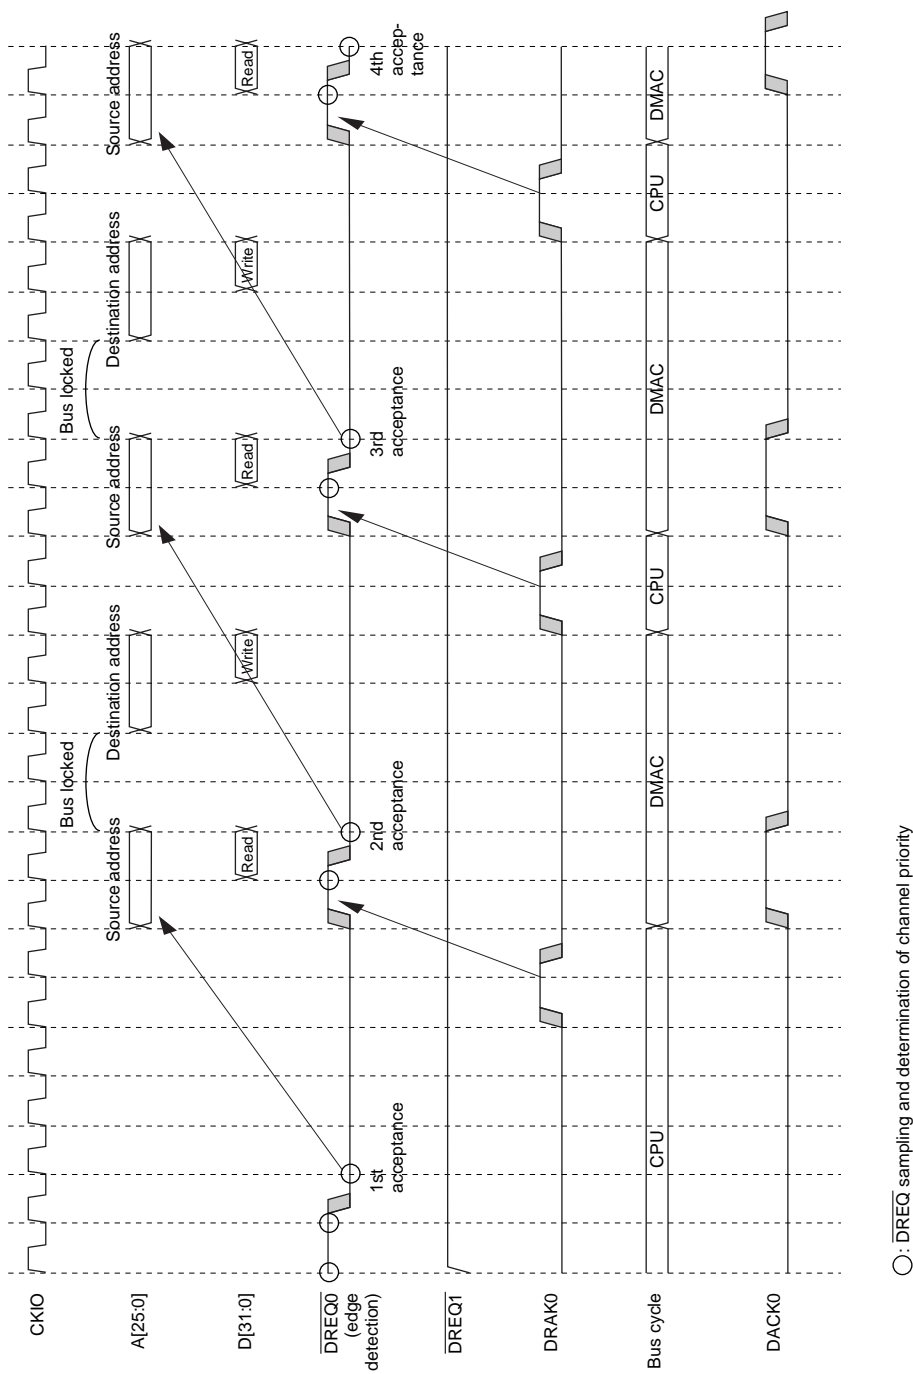 CKIO
Bus locked
Bus locked
A[25:0]
Source address
Destination address
Source address
Destination address
Source address
D[31:0]
Read
Write
Read
Write
Read
DREQ0
(edge
detection)
1st
acceptance
2nd
acceptance
3rd
acceptance
4th
accep-
tance
DREQ1
DRAK0
Bus cycle
CPU
DMAC
CPU
DMAC
CPU
DMAC
DACK0
: DREQ sampling and determination of channel priority